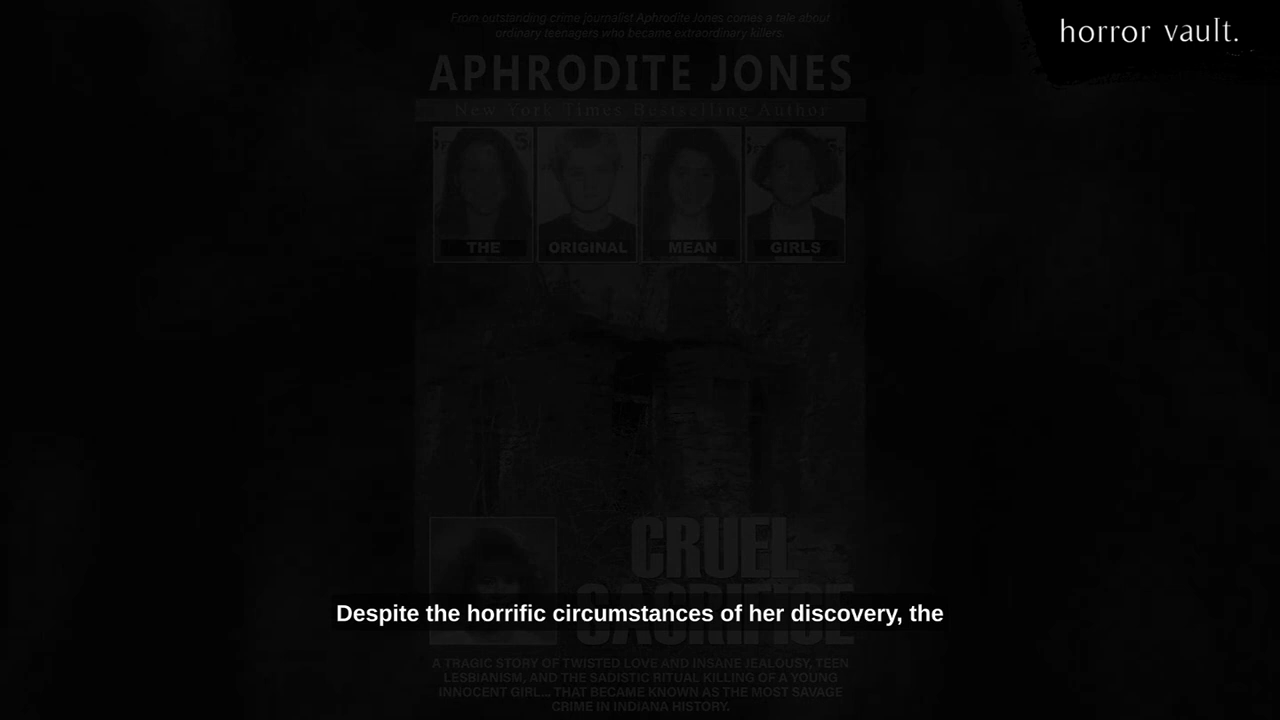 From outstanding crime journalist Aphrodite Jones comes a tale about
ordinary teenagers who became extraordinary killers.
horror vault.
APHRODITE JONES
New York Times Bestselling Author
THE ORIGINAL MEAN GIRLS
CRUEL
SACRIFICE
Despite the horrific circumstances of her discovery, the
A TRAGIC STORY OF TWISTED LOVE AND INSANE JEALOUSY, TEEN
LESBIANISM, AND THE SADISTIC RITUAL KILLING OF A YOUNG
INNOCENT GIRL... THAT BECAME KNOWN AS THE MOST SAVAGE
CRIME IN INDIANA HISTORY.